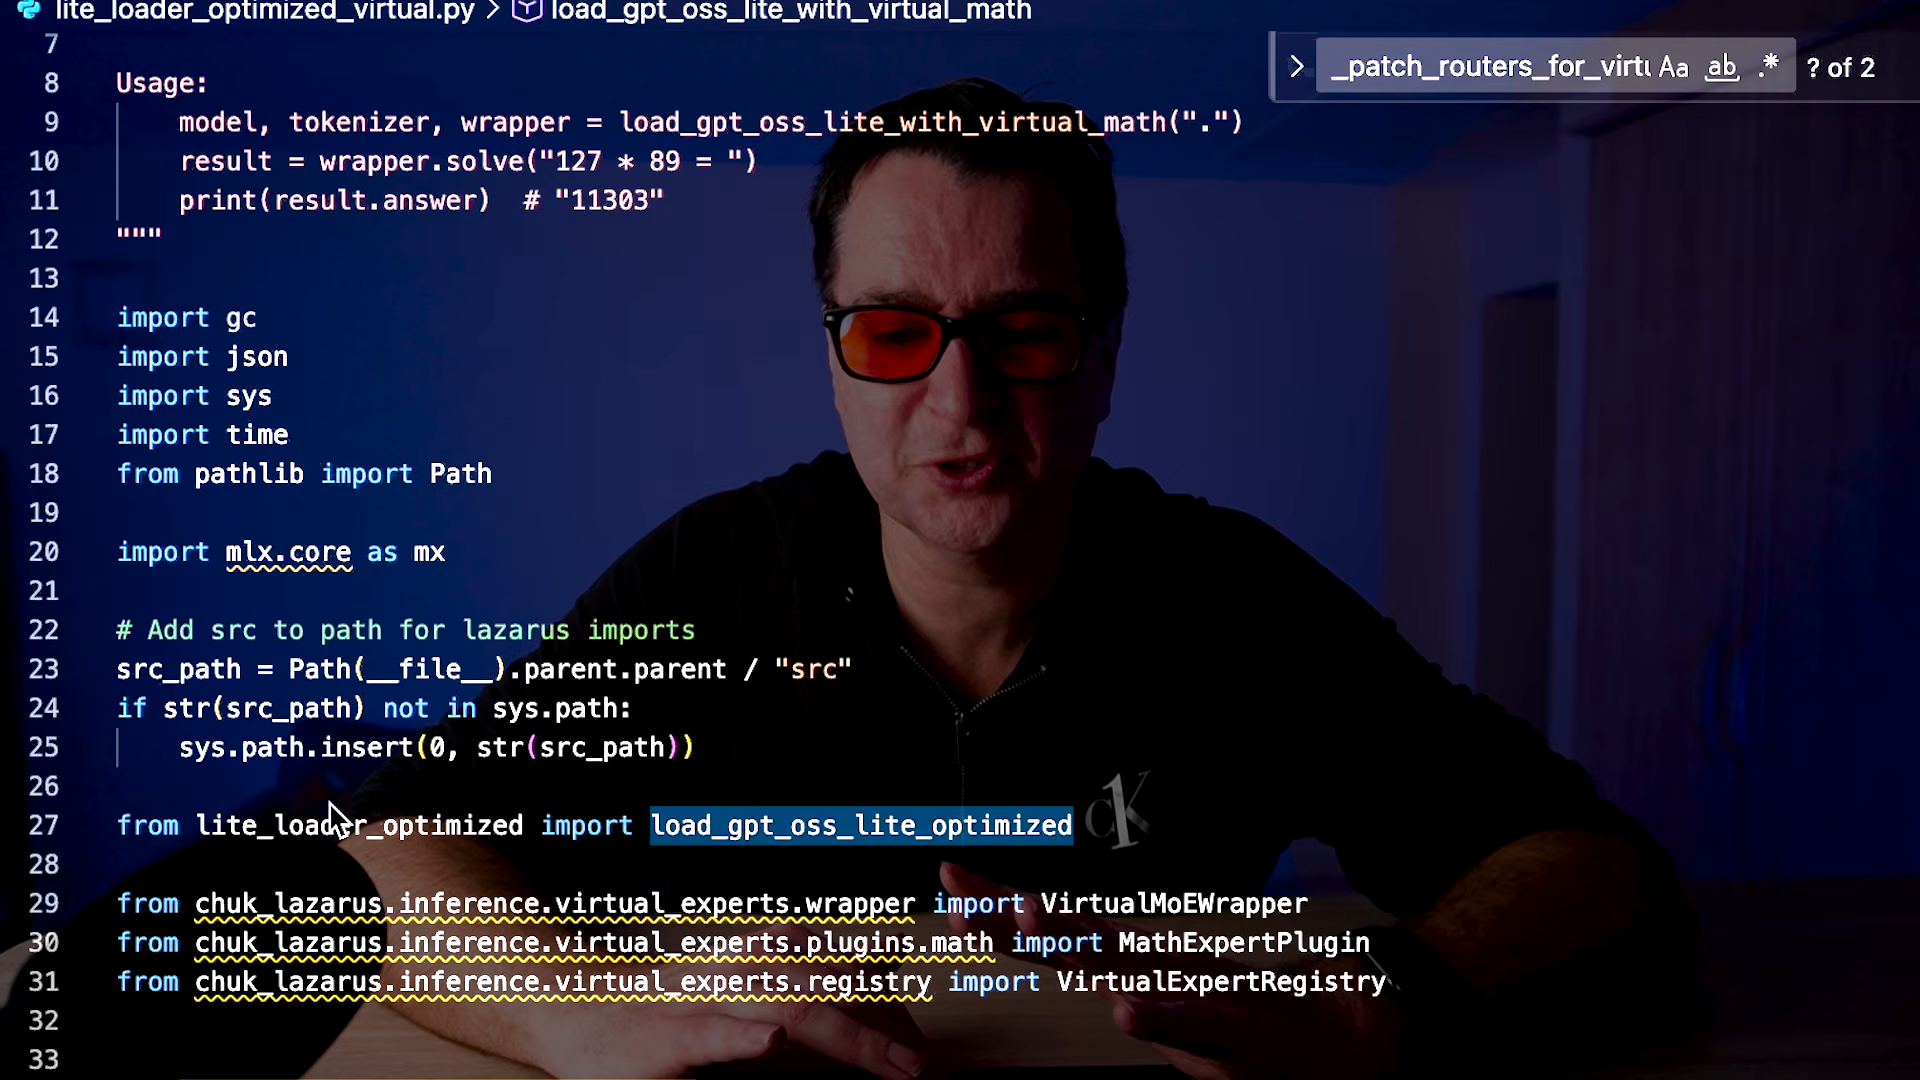 lite_loader_optimized_virtual.py > load_gpt_oss_lite_with_virtual_math
_patch_routers_for_virtu Aa ab .* ? of 2
7
8 Usage:
9 model, tokenizer, wrapper = load_gpt_oss_lite_with_virtual_math(".")
10 result = wrapper.solve("127 * 89 = ")
11 print(result.answer)  # "11303"
12 """
13
14 import gc
15 import json
16 import sys
17 import time
18 from pathlib import Path
19
20 import mlx.core as mx
21
22 # Add src to path for lazarus imports
23 src_path = Path(__file__).parent.parent / "src"
24 if str(src_path) not in sys.path:
25 sys.path.insert(0, str(src_path))
26
27 from lite_loader_optimized import load_gpt_oss_lite_optimized
28
29 from chuk_lazarus.inference.virtual_experts.wrapper import VirtualMoEWrapper
30 from chuk_lazarus.inference.virtual_experts.plugins.math import MathExpertPlugin
31 from chuk_lazarus.inference.virtual_experts.registry import VirtualExpertRegistry
32
33
cK1